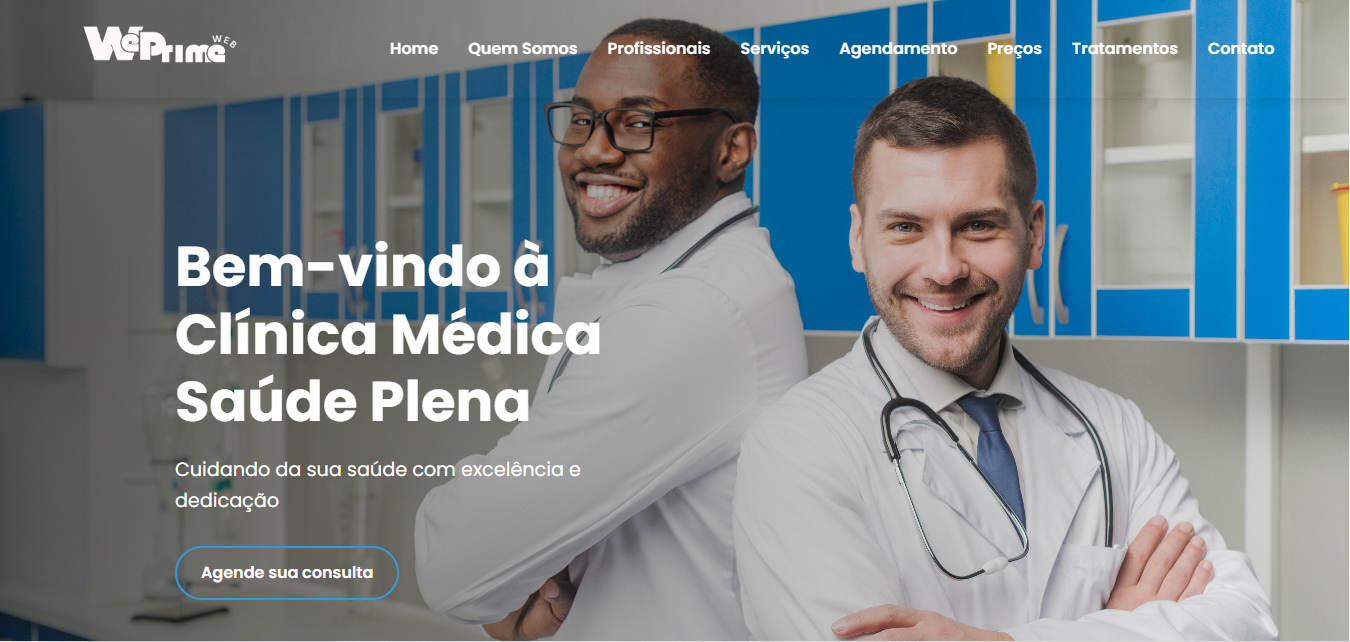 WePrime WEB
Home Quem Somos Profissionais Serviços Agendamento Preços Tratamentos Contato
Bem-vindo à
Clínica Médica
Saúde Plena
Cuidando da sua saúde com excelência e
dedicação
Agende sua consulta